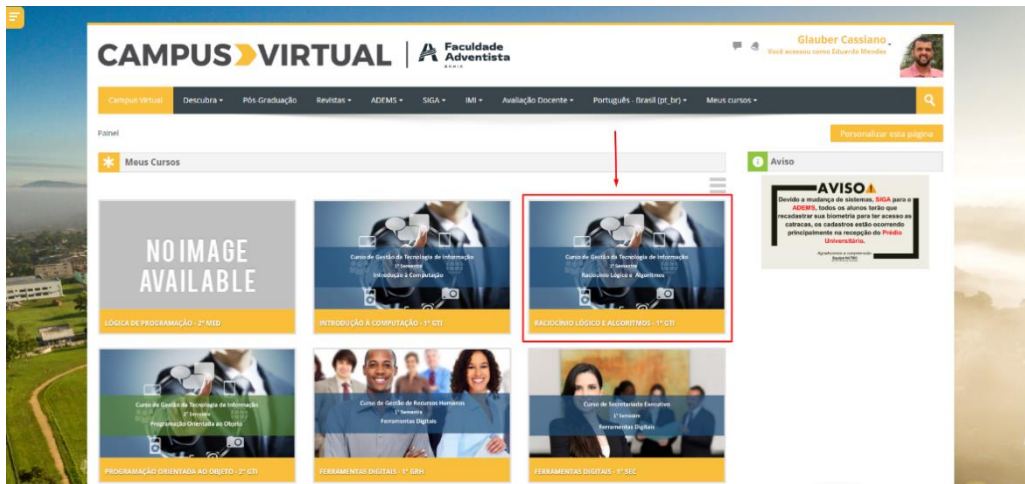 CAMPUS VIRTUAL
Faculdade
Adventista
BAHIA
Glauber Cassiano
Você acessou como Eduardo Mendes
Campus Virtual Descubra Pós-Graduação Revistas ADEMS SIGA IMI Avaliação Docente Português - Brasil (pt_br) Meus cursos
Painel
Personalizar esta página
Meus Cursos
Aviso
NO IMAGE
AVAILABLE
LÓGICA DE PROGRAMAÇÃO - 2º MED
Curso de Gestão da Tecnologia de Informação
1º Semestre
Introdução à Computação
INTRODUÇÃO À COMPUTAÇÃO - 1º GTI
Curso de Gestão da Tecnologia de Informação
1º Semestre
Raciocínio Lógico e Algoritmos
RACIOCÍNIO LÓGICO E ALGORITMOS - 1º GTI
AVISO
Devido a mudança de sistemas, SIGA para o
ADEMS, todos os alunos terão que
recadastrar sua biometria para ter acesso as
catracas, os cadastros estão ocorrendo
principalmente na recepção do Prédio
Universitário.
Agradecemos a compreensão
Curso de Gestão da Tecnologia de Informação
2º Semestre
Programação Orientada ao Objeto
PROGRAMAÇÃO ORIENTADA AO OBJETO - 2º GTI
Curso de Gestão de Recursos Humanos
1º Semestre
Ferramentas Digitais
FERRAMENTAS DIGITAIS - 1º GRH
Curso de Secretariado Executivo
1º Semestre
Ferramentas Digitais
FERRAMENTAS DIGITAIS - 1º SEC